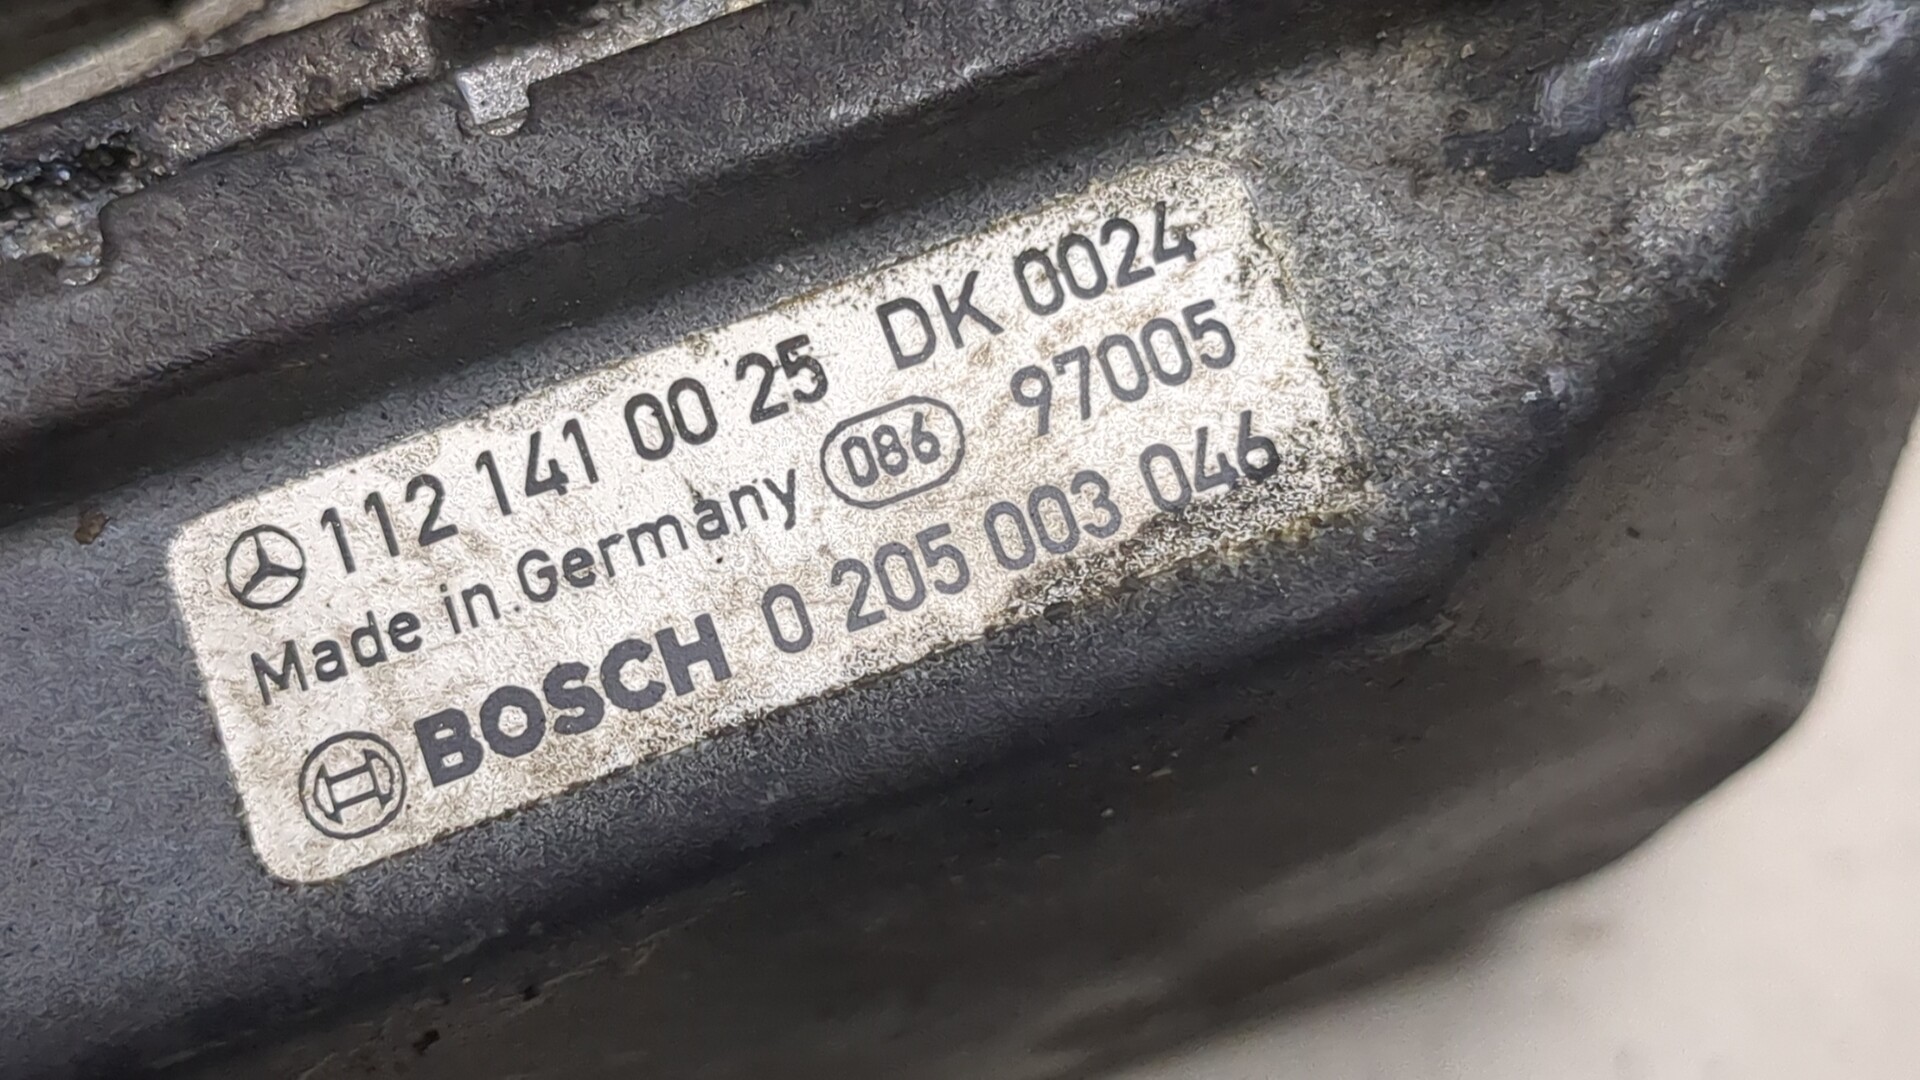 112 141 00 25 DK 0024
Made in Germany 086 97005
BOSCH 0 205 003 046